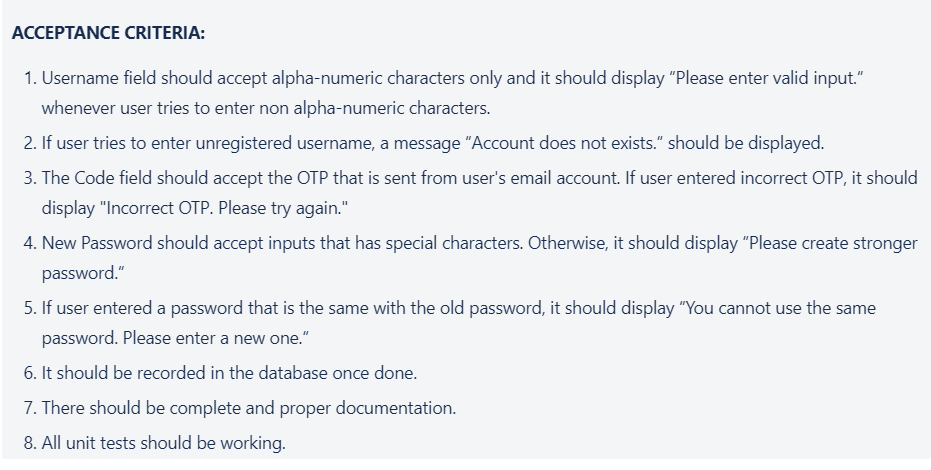 ACCEPTANCE CRITERIA:
1. Username field should accept alpha-numeric characters only and it should display “Please enter valid input.”
whenever user tries to enter non alpha-numeric characters.
2. If user tries to enter unregistered username, a message “Account does not exists.” should be displayed.
3. The Code field should accept the OTP that is sent from user's email account. If user entered incorrect OTP, it should
display "Incorrect OTP. Please try again."
4. New Password should accept inputs that has special characters. Otherwise, it should display “Please create stronger
password.”
5. If user entered a password that is the same with the old password, it should display “You cannot use the same
password. Please enter a new one.”
6. It should be recorded in the database once done.
7. There should be complete and proper documentation.
8. All unit tests should be working.